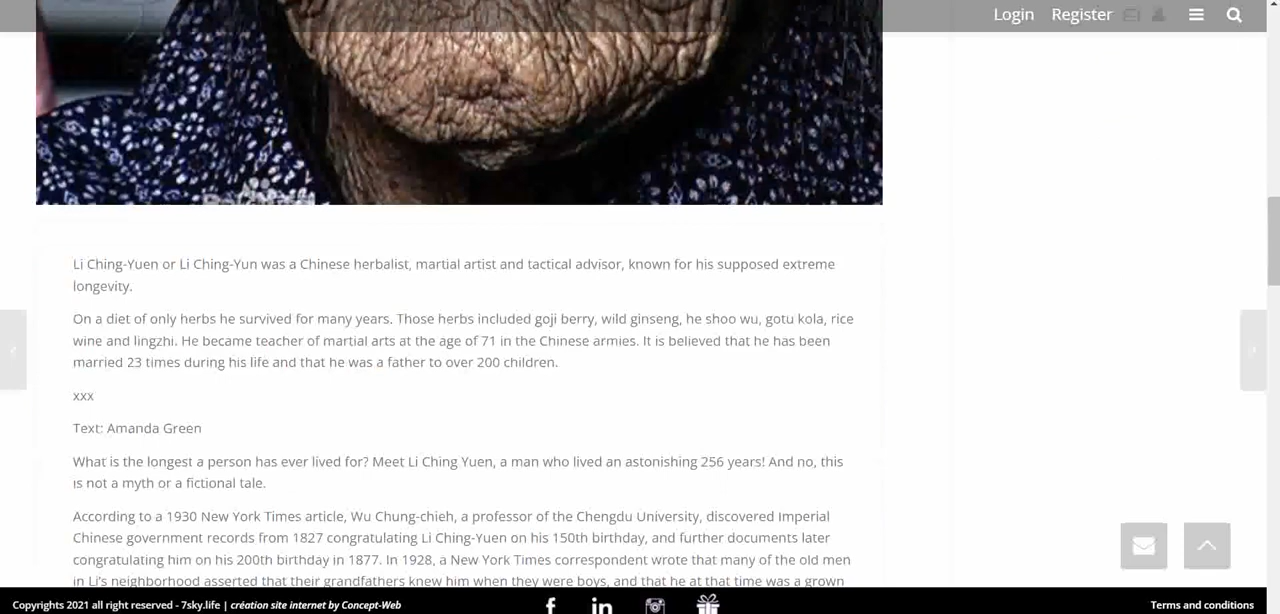 Login Register
Li Ching-Yuen or Li Ching-Yun was a Chinese herbalist, martial artist and tactical advisor, known for his supposed extreme
longevity.
On a diet of only herbs he survived for many years. Those herbs included goji berry, wild ginseng, he shoo wu, gotu kola, rice
wine and lingzhi. He became teacher of martial arts at the age of 71 in the Chinese armies. It is believed that he has been
married 23 times during his life and that he was a father to over 200 children.
xxx
Text: Amanda Green
What is the longest a person has ever lived for? Meet Li Ching Yuen, a man who lived an astonishing 256 years! And no, this
is not a myth or a fictional tale.
According to a 1930 New York Times article, Wu Chung-chieh, a professor of the Chengdu University, discovered Imperial
Chinese government records from 1827 congratulating Li Ching-Yuen on his 150th birthday, and further documents later
congratulating him on his 200th birthday in 1877. In 1928, a New York Times correspondent wrote that many of the old men
in Li's neighborhood asserted that their grandfathers knew him when they were boys, and that he at that time was a grown
Copyrights 2021 all right reserved - 7sky.life | création site internet by Concept-Web
Terms and conditions